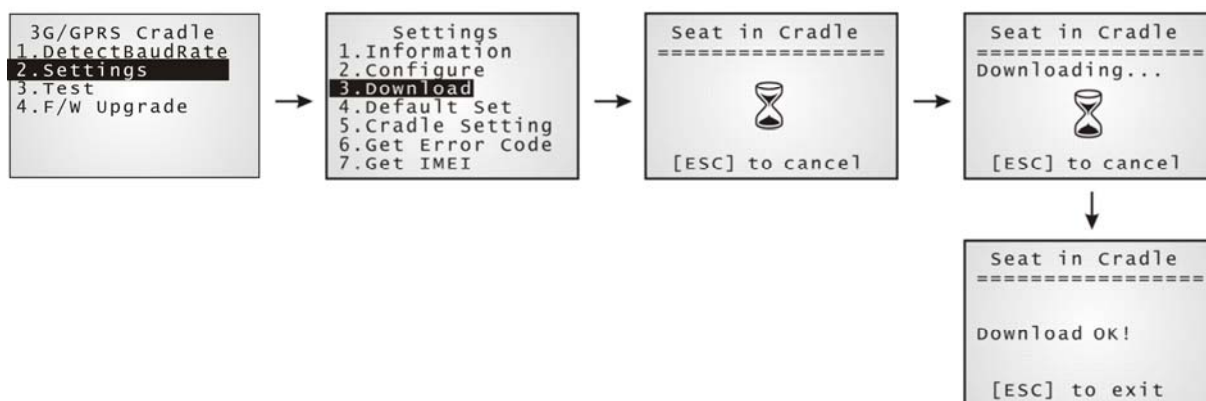 3G/GPRS Cradle
1.DetectBaudRate
2.Settings
3.Test
4.F/W Upgrade
Settings
1.Information
2.Configure
3.Download
4.Default Set
5.Cradle Setting
6.Get Error Code
7.Get IMEI
Seat in Cradle
=================
[ESC] to cancel
Seat in Cradle
=================
Downloading...
[ESC] to cancel
Seat in Cradle
=================
Download OK!
[ESC] to exit